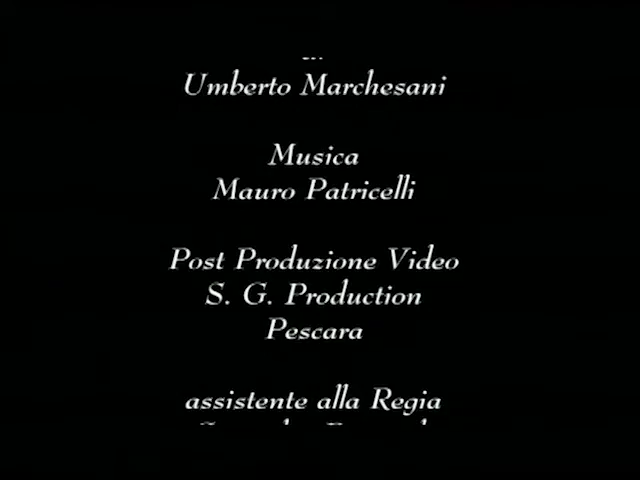 Umberto Marchesani
Musica
Mauro Patricelli
Post Produzione Video
S. G. Production
Pescara
assistente alla Regia